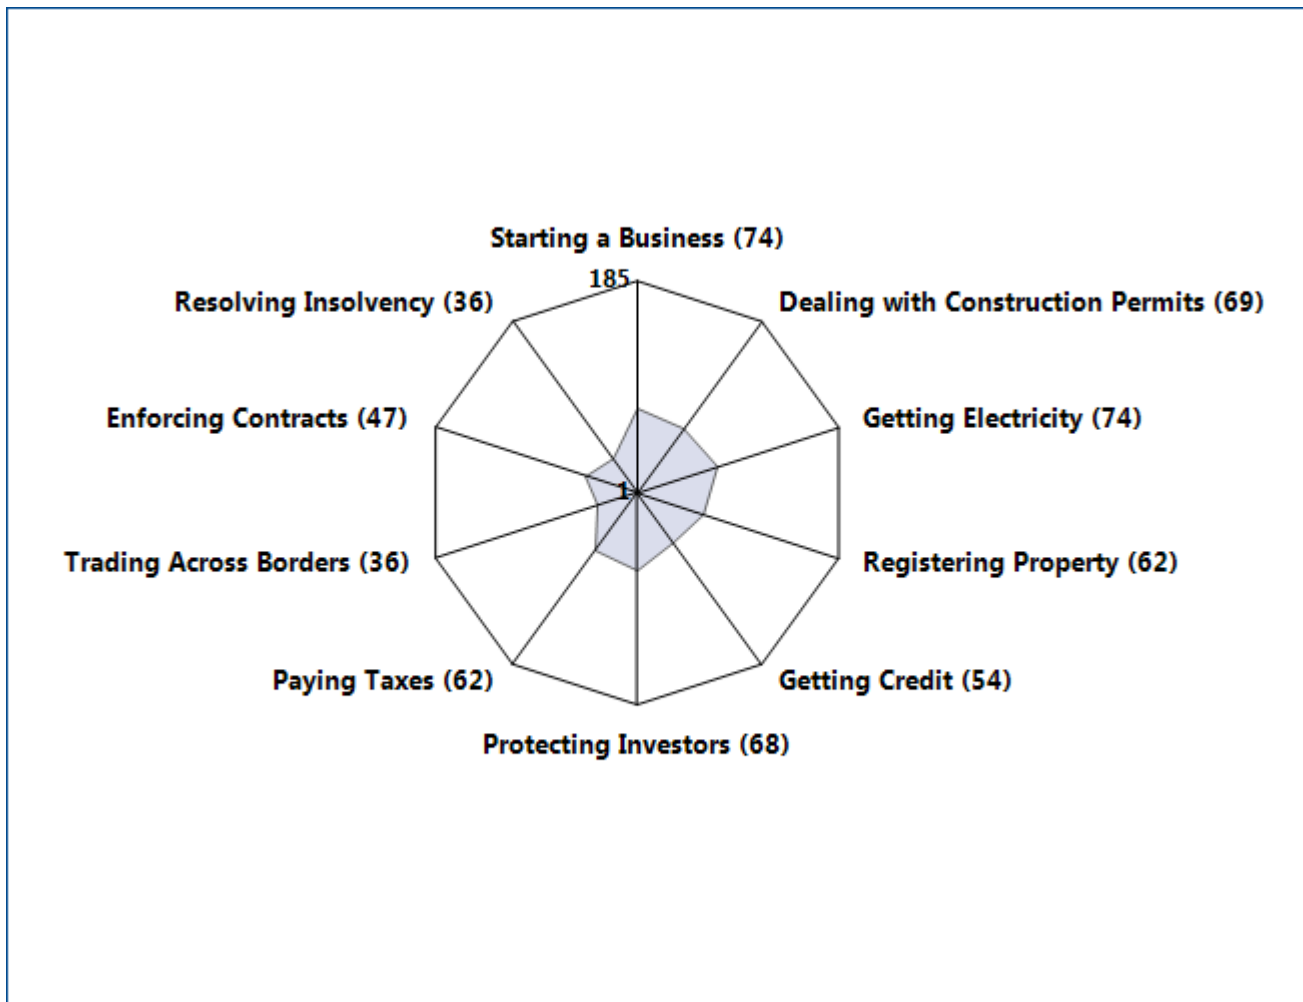 Starting a Business (74)
185
Resolving Insolvency (36)
Dealing with Construction Permits (69)
Enforcing Contracts (47)
Getting Electricity (74)
1
Trading Across Borders (36)
Registering Property (62)
Paying Taxes (62)
Getting Credit (54)
Protecting Investors (68)